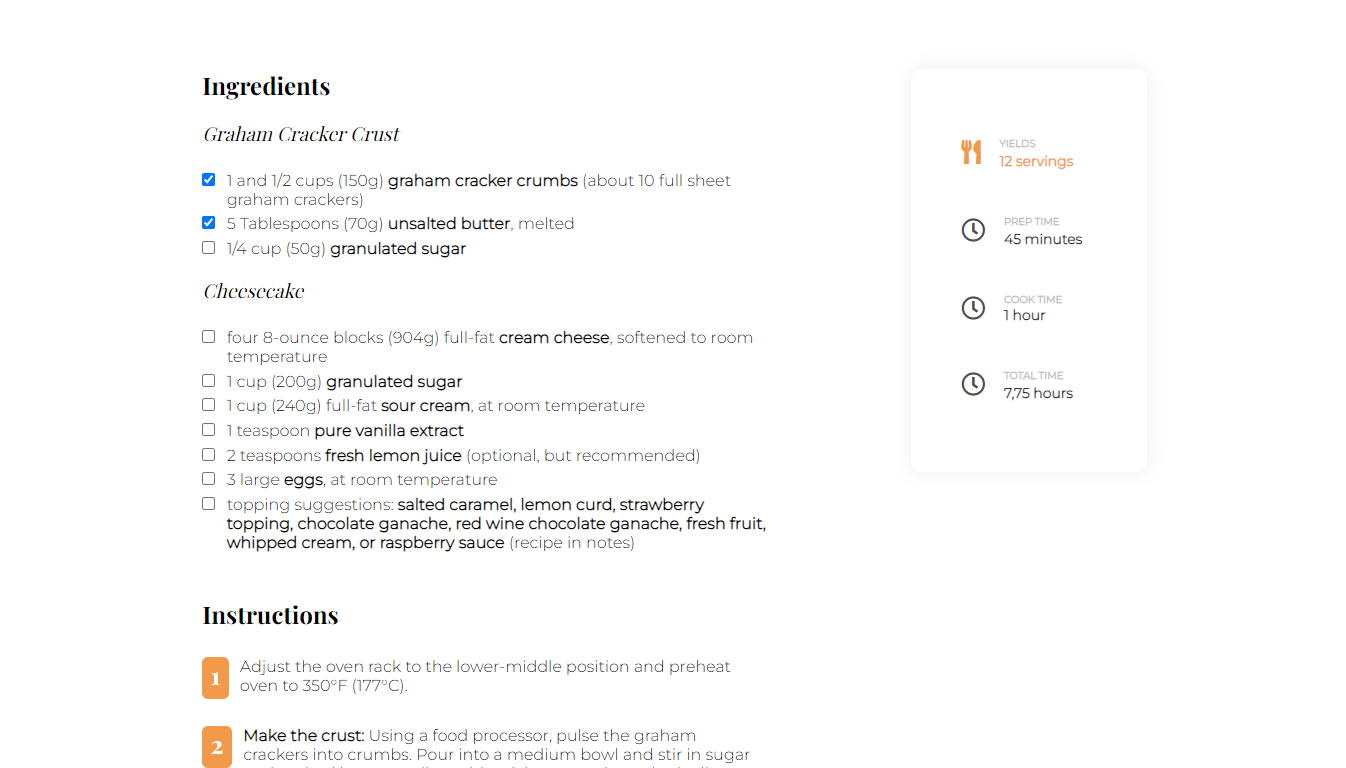 Ingredients
Graham Cracker Crust
1 and 1/2 cups (150g) graham cracker crumbs (about 10 full sheet
graham crackers)
5 Tablespoons (70g) unsalted butter, melted
1/4 cup (50g) granulated sugar
Cheesecake
four 8-ounce blocks (904g) full-fat cream cheese, softened to room
temperature
1 cup (200g) granulated sugar
1 cup (240g) full-fat sour cream, at room temperature
1 teaspoon pure vanilla extract
2 teaspoons fresh lemon juice (optional, but recommended)
3 large eggs, at room temperature
topping suggestions: salted caramel, lemon curd, strawberry
topping, chocolate ganache, red wine chocolate ganache, fresh fruit,
whipped cream, or raspberry sauce (recipe in notes)
Instructions
1 Adjust the oven rack to the lower-middle position and preheat
oven to 350°F (177°C).
2 Make the crust: Using a food processor, pulse the graham
crackers into crumbs. Pour into a medium bowl and stir in sugar
YIELDS
12 servings
PREP TIME
45 minutes
COOK TIME
1 hour
TOTAL TIME
7,75 hours